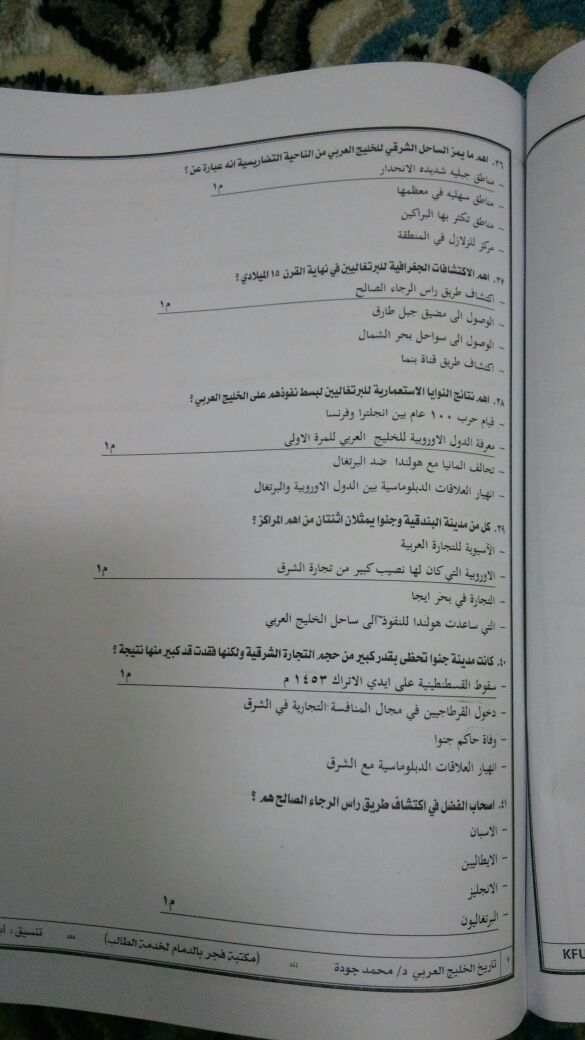 ٣٦. اهم ما يمز الساحل الشرقي للخليج العربي من الناحية التضاريسية انه عبارة عن ؟
- مناطق جبليه شديده الانحدار
م١
- مناطق سهليه في معظمها
- مناطق تكثر بها البراكين
- مركز للزلازل في المنطقة
٣٧. اهم الاكتشافات الجغرافية للبرتغاليين في نهاية القرن ١٥ الميلادي ؟
- اكتشاف طريق راس الرجاء الصالح
م١
- الوصول الى مضيق جبل طارق
- الوصول الى سواحل بحر الشمال
- اكتشاف طريق قناة بنما
٣٨. اهم نتائج النوايا الاستعمارية للبرتغاليين لبسط نفوذهم على الخليج العربي ؟
- قيام حرب ١٠٠ عام بين انجلترا وفرنسا
- معرفة الدول الاوروبية للخليج العربي للمرة الاولى
م١
- تحالف المانيا مع هولندا ضد البرتغال
- انهيار العلاقات الدبلوماسية بين الدول الاوروبية والبرتغال
٣٩. كل من مدينة البندقية وجنوا يمثلان اثنتان من اهم المراكز ؟
- الآسيوية للتجارة العربية
- الاوروبية التي كان لها نصيب كبير من تجارة الشرق
م١
- التجارة في بحر ايجا
- التي ساعدت هولندا للنفوذ الى ساحل الخليج العربي
٤٠. كانت مدينة جنوا تحظى بقدر كبير من حجم التجارة الشرقية ولكنها فقدت قد كبير منها نتيجة ؟
- سقوط القسطنطينية على ايدي الاتراك ١٤٥٣ م
م١
- دخول القرطاجيين في مجال المنافسة التجارية في الشرق
- وفاة حاكم جنوا
- انهيار العلاقات الدبلوماسية مع الشرق
٤١. اصحاب الفضل في اكتشاف طريق راس الرجاء الصالح هم ؟
- الاسبان
- الايطاليين
- الانجليز
- البرتغاليون
م١
٧ تاريخ الخليج العربي د/ محمد جودة ،،، (مكتبة فجر بالدمام لخدمة الطالب) ،،، تنسيق :
KFU